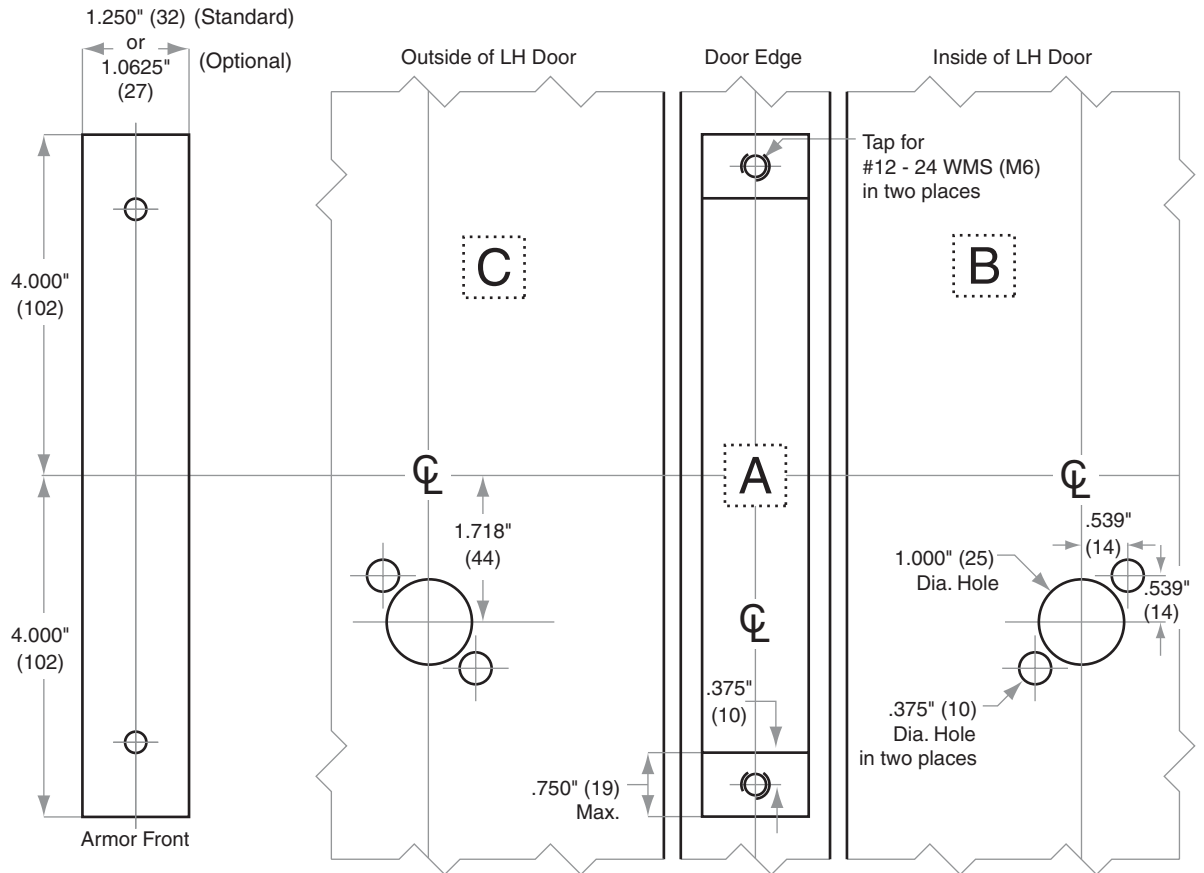 1.250" (32) (Standard)
or
1.0625"
(27)
(Optional)
Outside of LH Door
Door Edge
Inside of LH Door
Tap for
#12 - 24 WMS (M6)
in two places
4.000"
(102)
C
B
℄
A
℄
1.718"
(44)
.539"
(14)
1.000" (25)
Dia. Hole
.539"
(14)
4.000"
(102)
℄
.375"
(10)
.375" (10)
Dia. Hole
in two places
.750" (19)
Max.
Armor Front